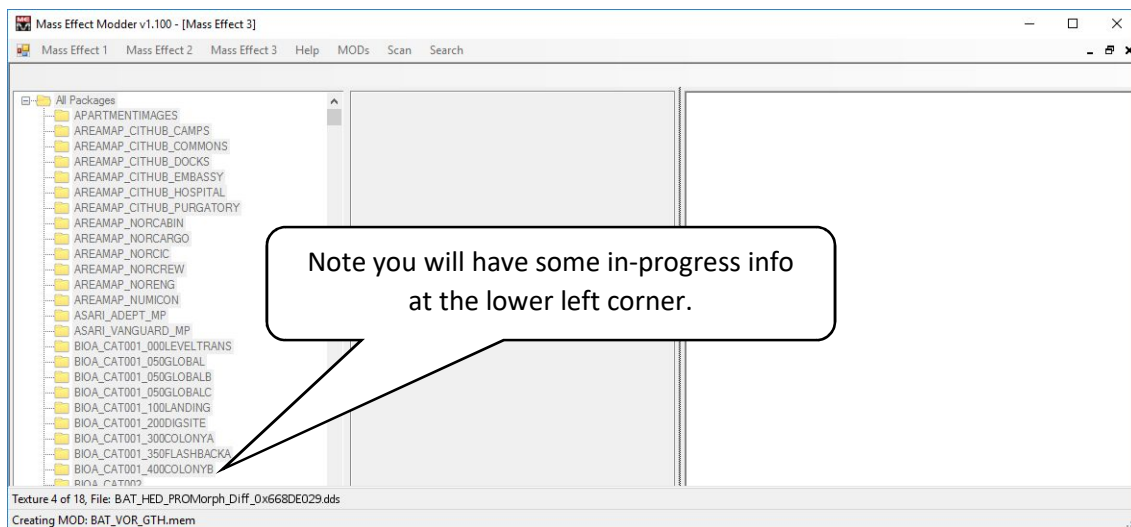 Mass Effect Modder v1.100 - [Mass Effect 3]
Mass Effect 1 Mass Effect 2 Mass Effect 3 Help MODs Scan Search
All Packages
APARTMENTIMAGES
AREAMAP_CITHUB_CAMPS
AREAMAP_CITHUB_COMMONS
AREAMAP_CITHUB_DOCKS
AREAMAP_CITHUB_EMBASSY
AREAMAP_CITHUB_HOSPITAL
AREAMAP_CITHUB_PURGATORY
AREAMAP_NORCABIN
AREAMAP_NORCARGO
AREAMAP_NORCIC
AREAMAP_NORCREW
AREAMAP_NORENG
AREAMAP_NUMICON
ASARI_ADEPT_MP
ASARI_VANGUARD_MP
BIOA_CAT001_000LEVELTRANS
BIOA_CAT001_050GLOBAL
BIOA_CAT001_050GLOBALB
BIOA_CAT001_050GLOBALC
BIOA_CAT001_100LANDING
BIOA_CAT001_200DIGSITE
BIOA_CAT001_300COLONYA
BIOA_CAT001_350FLASHBACKA
BIOA_CAT001_400COLONYB
BIOA_CAT002
Note you will have some in-progress info
at the lower left corner.
Texture 4 of 18, File: BAT_HED_PROMorph_Diff_0x668DE029.dds
Creating MOD: BAT_VOR_GTH.mem